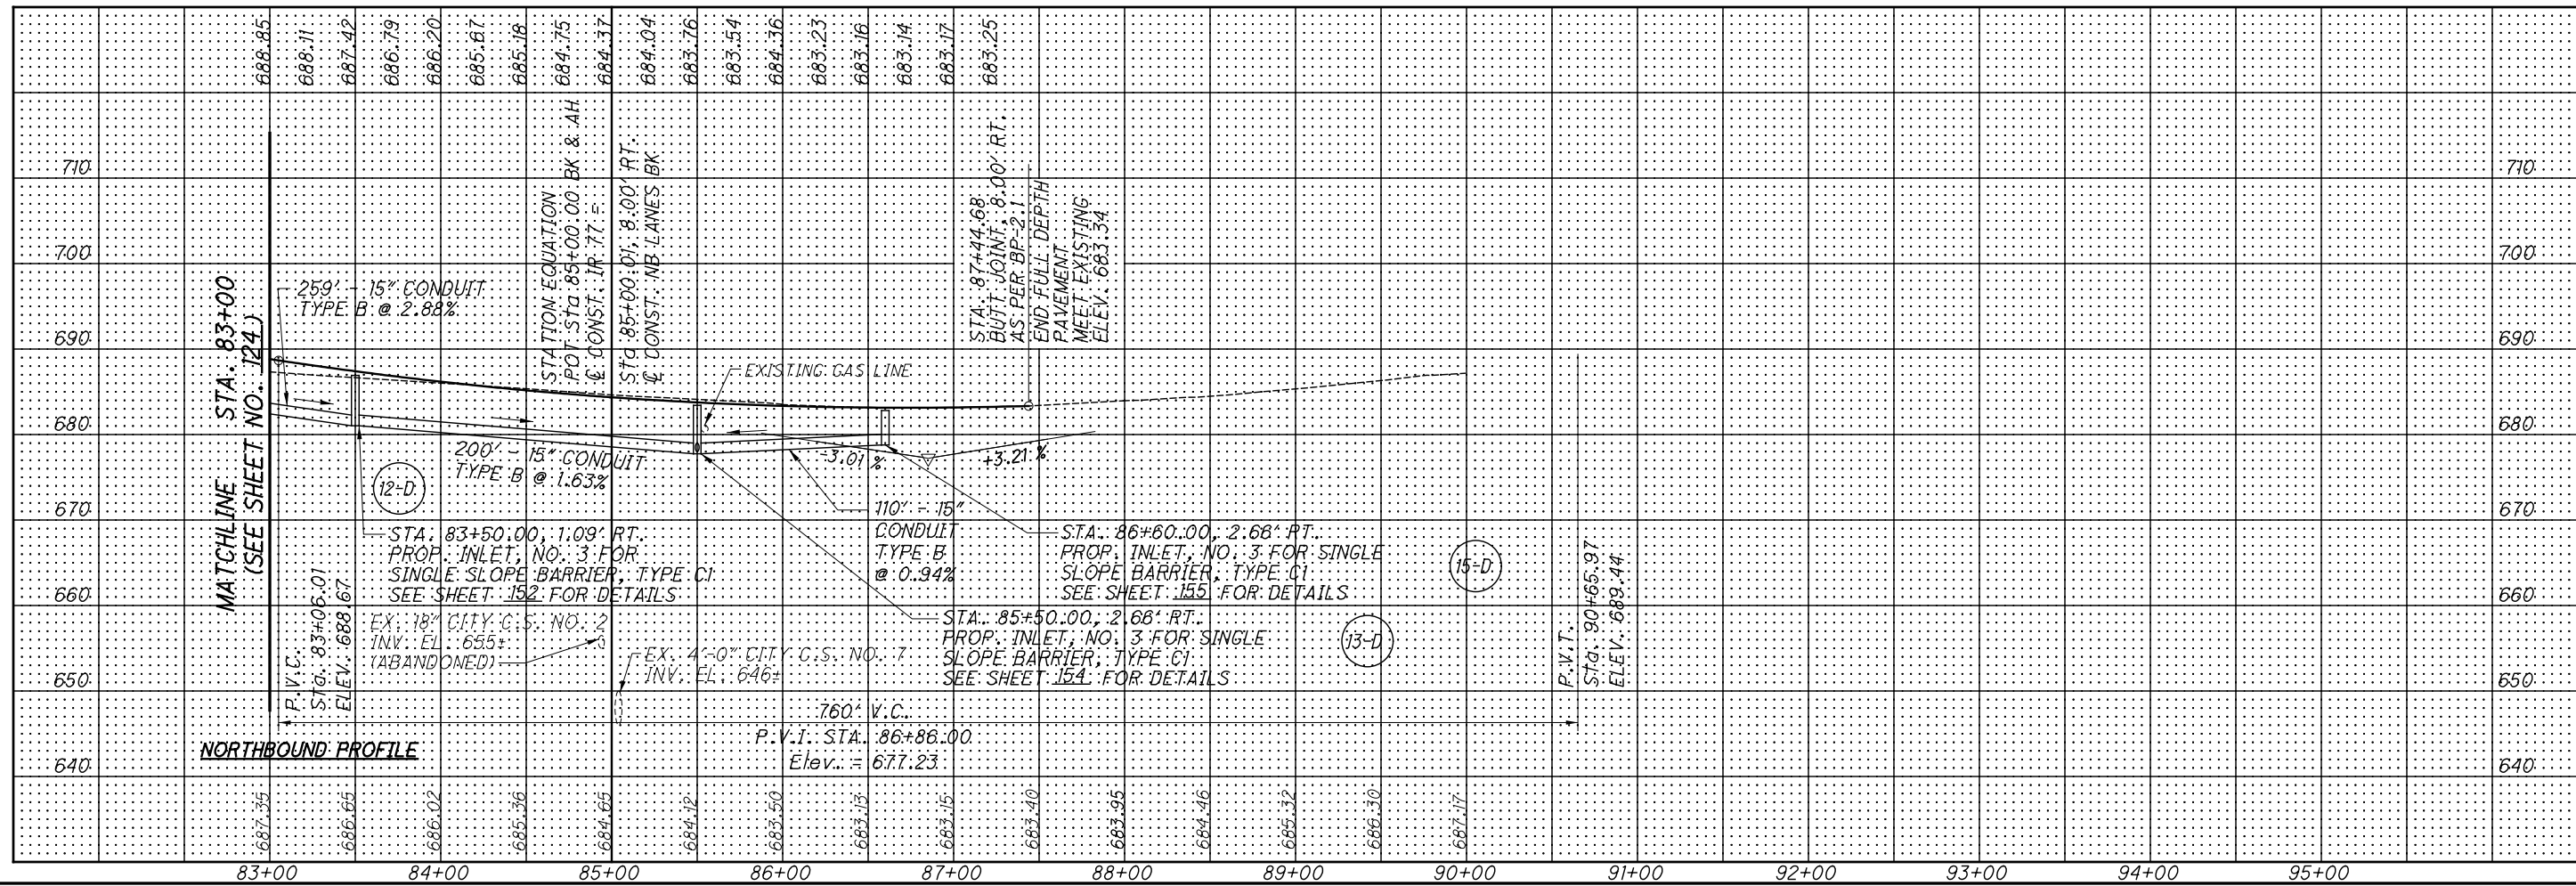 688.85
688.11
687.42
686.79
686.20
685.67
685.18
684.75
684.37
684.04
683.76
683.54
684.36
683.23
683.16
683.14
683.17
683.25
710
710
700
700
690
690
680
680
670
670
660
660
650
650
640
640
MATCHLINE STA. 83+00
(SEE SHEET NO. 124)
259' - 15" CONDUIT
TYPE B @ 2.88%
STATION EQUATION
POT Sta 85+00.00 BK & AH
℄ CONST. IR 77 =
Sta 85+00.01, 8.00' RT.
℄ CONST. NB LANES BK
STA. 87+44.68
BUTT JOINT, 8.00' RT.
AS PER BP-2.1
END FULL DEPTH
PAVEMENT
MEET EXISTING
ELEV. 683.34
EXISTING GAS LINE
200' - 15" CONDUIT
TYPE B @ 1.63%
-3.01 %
+3.21 %
12-D
110' - 15"
CONDUIT
TYPE B
@ 0.94%
STA. 83+50.00, 1.09' RT.
PROP. INLET, NO. 3 FOR
SINGLE SLOPE BARRIER, TYPE C1
SEE SHEET 152 FOR DETAILS
STA. 86+60.00, 2.66' RT.
PROP. INLET, NO. 3 FOR SINGLE
SLOPE BARRIER, TYPE C1
SEE SHEET 155 FOR DETAILS
15-D
STA. 85+50.00, 2.66' RT.
PROP. INLET, NO. 3 FOR SINGLE
SLOPE BARRIER, TYPE C1
SEE SHEET 154 FOR DETAILS
13-D
EX. 18" CITY C.S. NO. 2
INV. EL. 655±
(ABANDONED)
EX. 4'-0" CITY C.S. NO. 7
INV. EL. 646±
P.V.C.
Sta. 83+06.01
ELEV. 688.67
P.V.T.
Sta. 90+65.97
ELEV. 689.44
760' V.C.
P.V.I. STA. 86+86.00
Elev. = 677.23
NORTHBOUND PROFILE
687.35
686.65
686.02
685.36
684.65
684.12
683.50
683.13
683.15
683.40
683.95
684.46
685.32
686.30
687.17
83+00
84+00
85+00
86+00
87+00
88+00
89+00
90+00
91+00
92+00
93+00
94+00
95+00